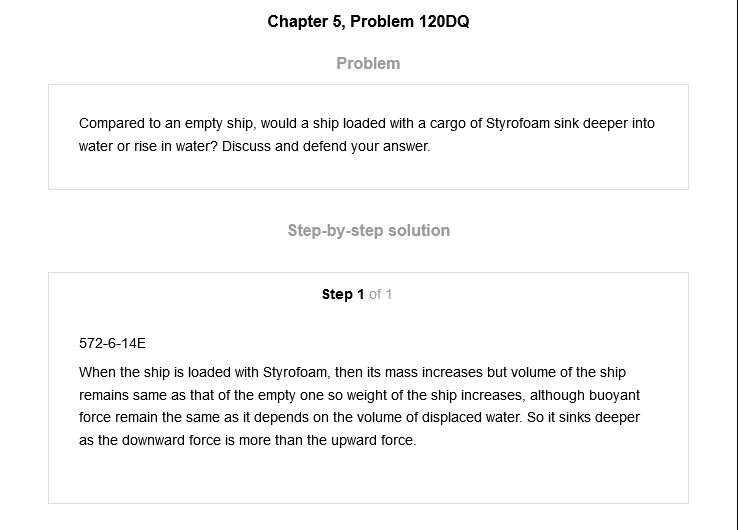 Chapter 5, Problem 120DQ
Problem
Compared to an empty ship, would a ship loaded with a cargo of Styrofoam sink deeper into
water or rise in water? Discuss and defend your answer.
Step-by-step solution
Step 1 of 1
572-6-14E
When the ship is loaded with Styrofoam, then its mass increases but volume of the ship
remains same as that of the empty one so weight of the ship increases, although buoyant
force remain the same as it depends on the volume of displaced water. So it sinks deeper
as the downward force is more than the upward force.